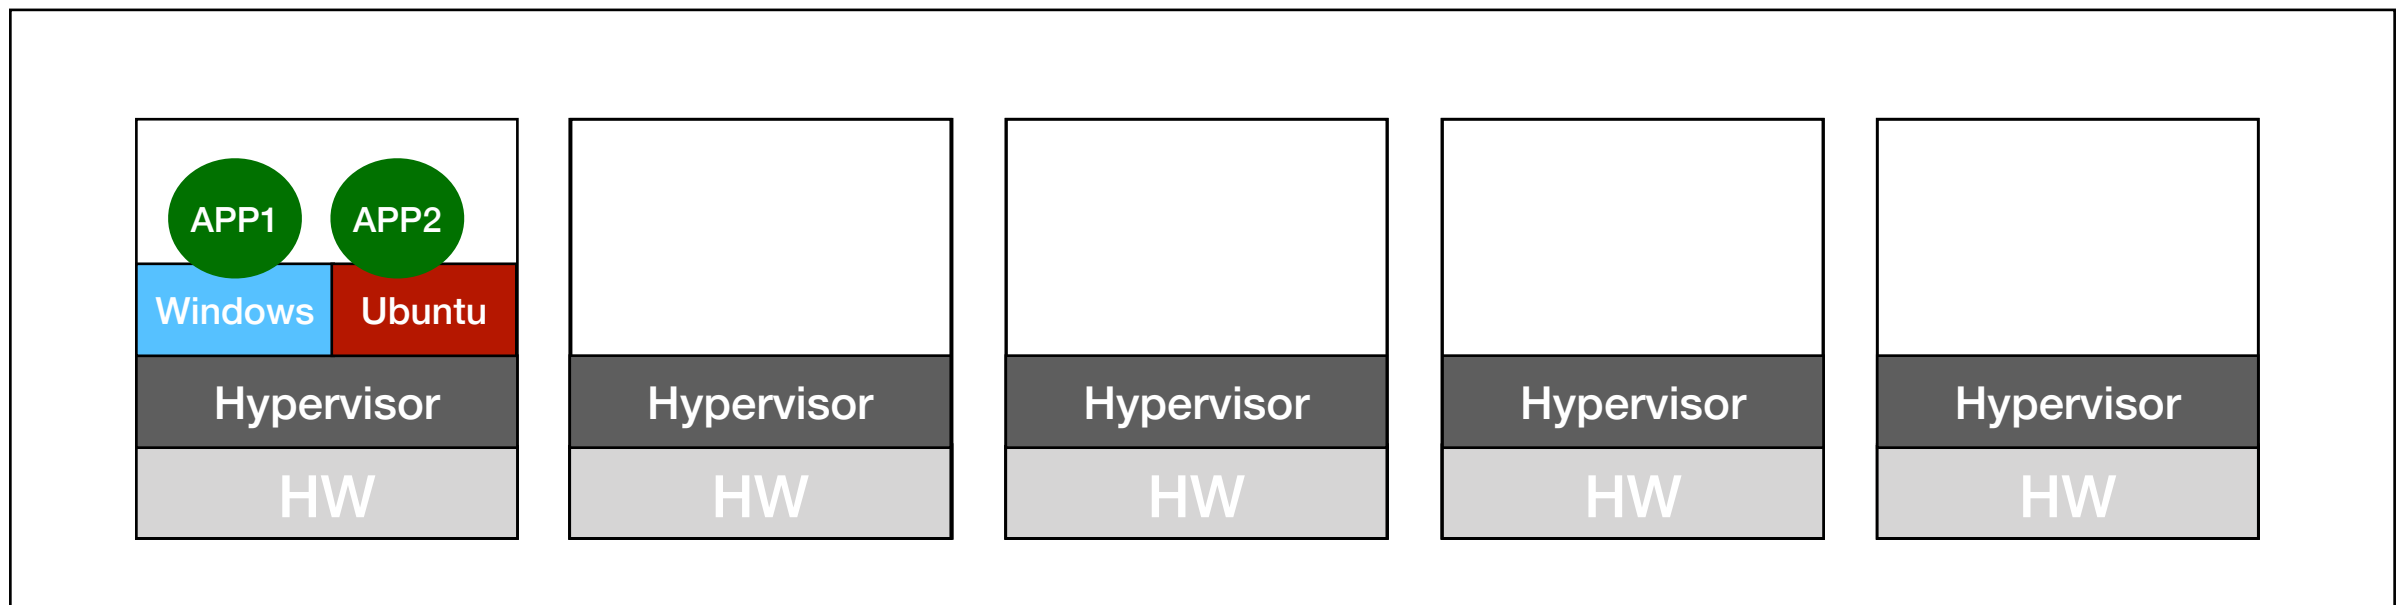 APP1 APP2
Windows Ubuntu
Hypervisor Hypervisor Hypervisor Hypervisor Hypervisor
HW HW HW HW HW